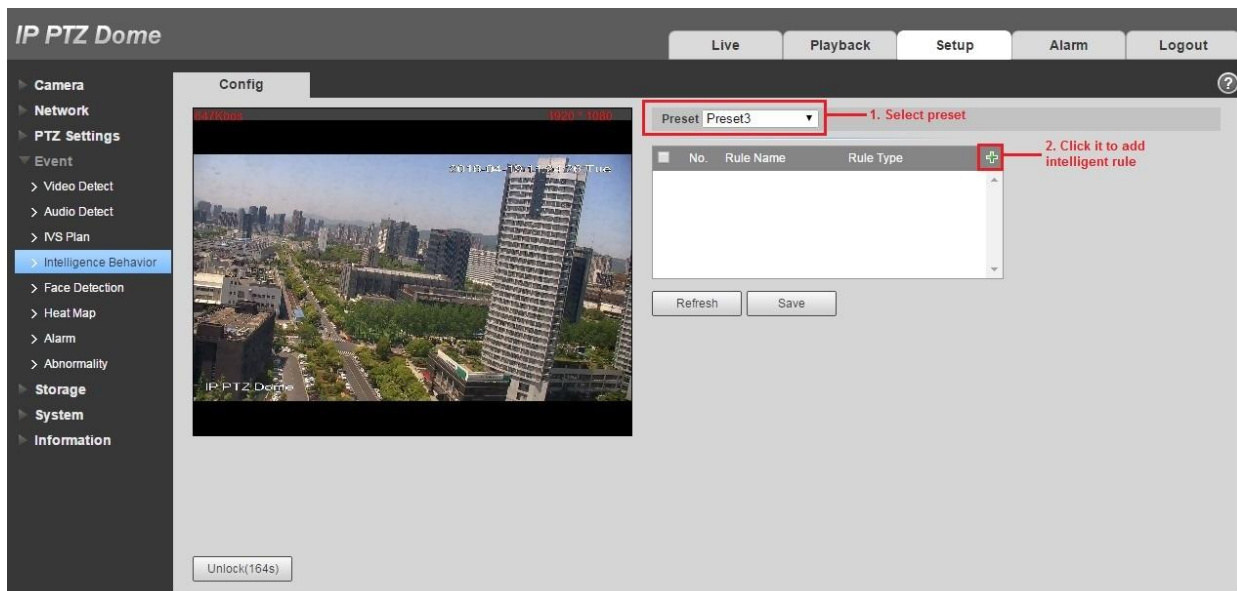 IP PTZ Dome
Live
Playback
Setup
Alarm
Logout
Camera
Network
PTZ Settings
Event
> Video Detect
> Audio Detect
> IVS Plan
> Intelligence Behavior
> Face Detection
> Heat Map
> Alarm
> Abnormality
Storage
System
Information
Config
?
1920 * 1080
IP PTZ Dome
Unlock(164s)
Preset Preset3
1. Select preset
No. Rule Name Rule Type
2. Click it to add
intelligent rule
Refresh
Save